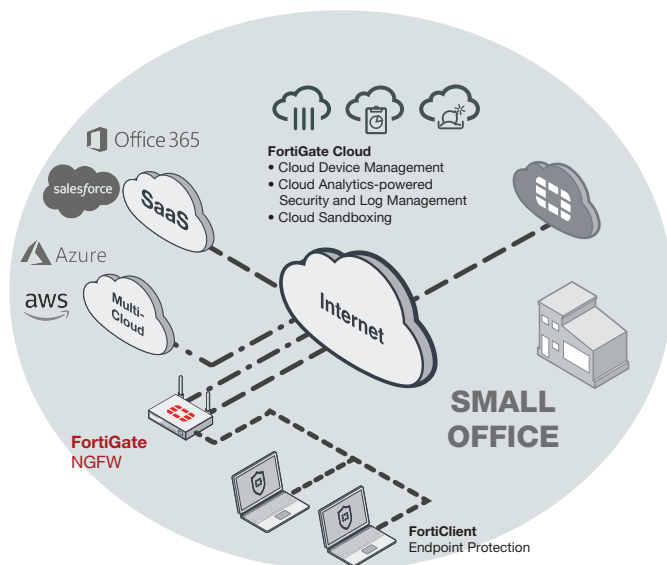 Office 365
salesforce
SaaS
Azure
aws
Multi-
Cloud
FortiGate Cloud
• Cloud Device Management
• Cloud Analytics-powered
Security and Log Management
• Cloud Sandboxing
Internet
SMALL
OFFICE
FortiGate
NGFW
FortiClient
Endpoint Protection